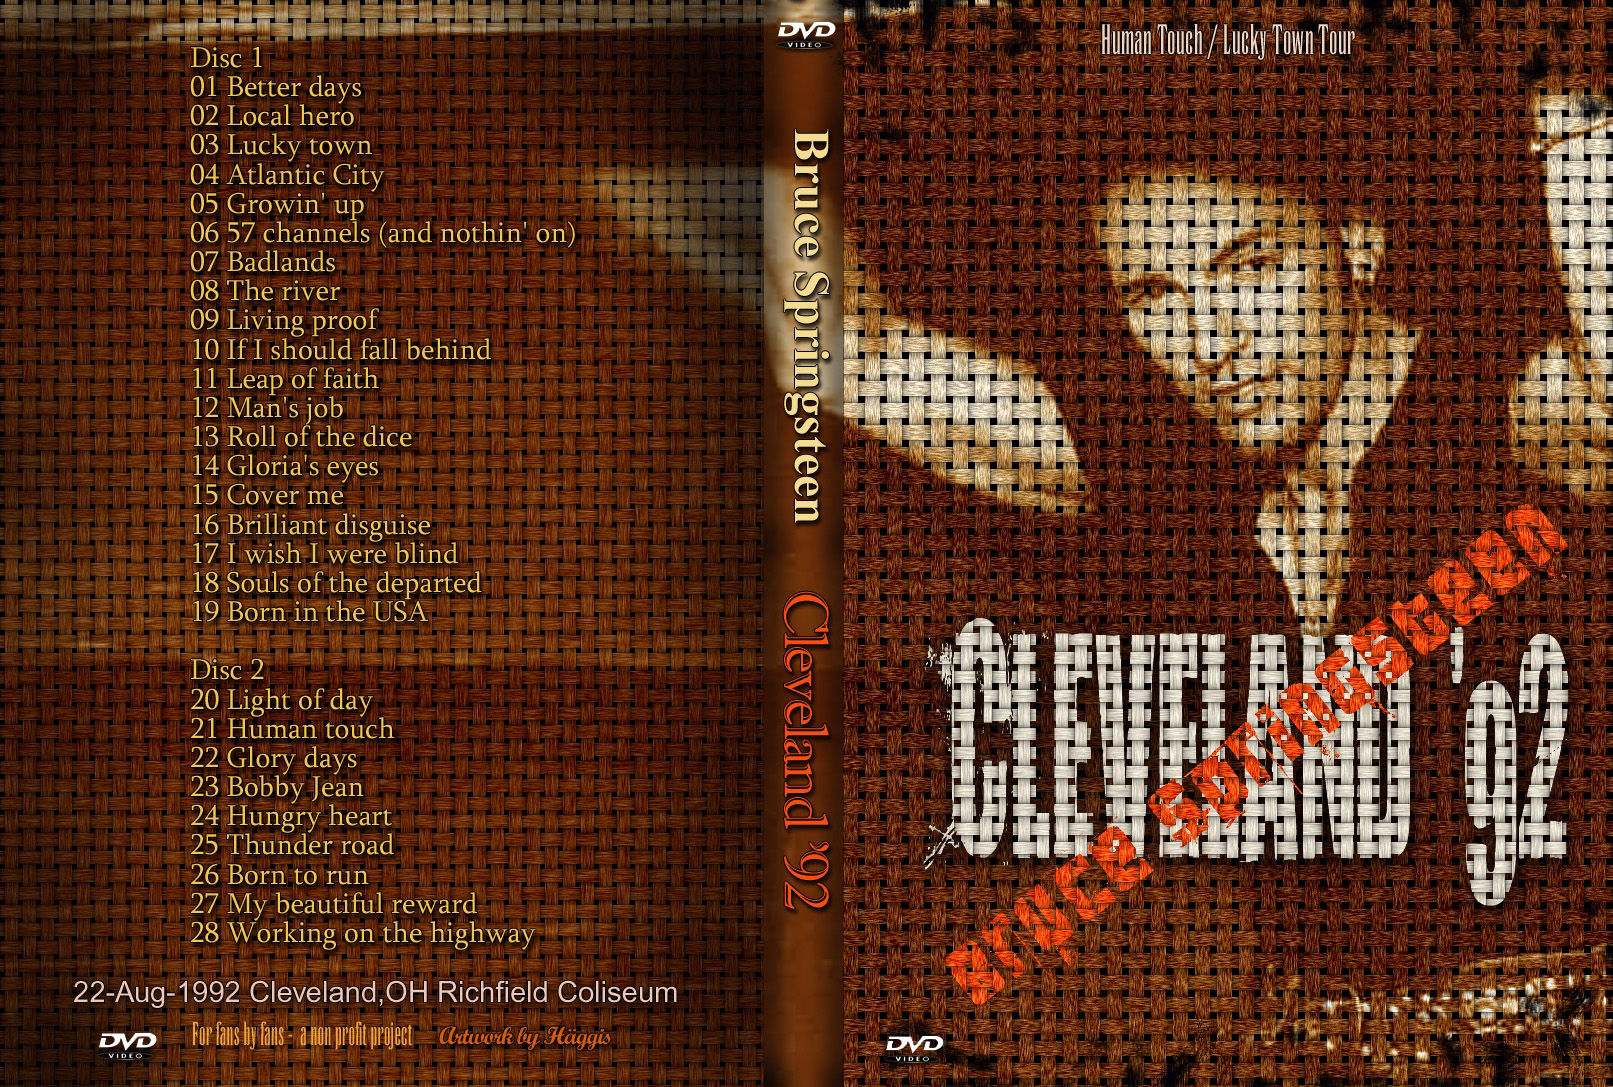 Disc 1
01 Better days
02 Local hero
03 Lucky town
04 Atlantic City
05 Growin' up
06 57 channels (and nothin' on)
07 Badlands
08 The river
09 Living proof
10 If I should fall behind
11 Leap of faith
12 Man's job
13 Roll of the dice
14 Gloria's eyes
15 Cover me
16 Brilliant disguise
17 I wish I were blind
18 Souls of the departed
19 Born in the USA
Disc 2
20 Light of day
21 Human touch
22 Glory days
23 Bobby Jean
24 Hungry heart
25 Thunder road
26 Born to run
27 My beautiful reward
28 Working on the highway
22-Aug-1992 Cleveland,OH Richfield Coliseum
DVD
VIDEO
For fans by fans - a non profit project
Artwork by Häggis
DVD
VIDEO
Bruce Springsteen
Cleveland '92
Human Touch / Lucky Town Tour
Cleveland '92
Bruce Springsteen
DVD
VIDEO